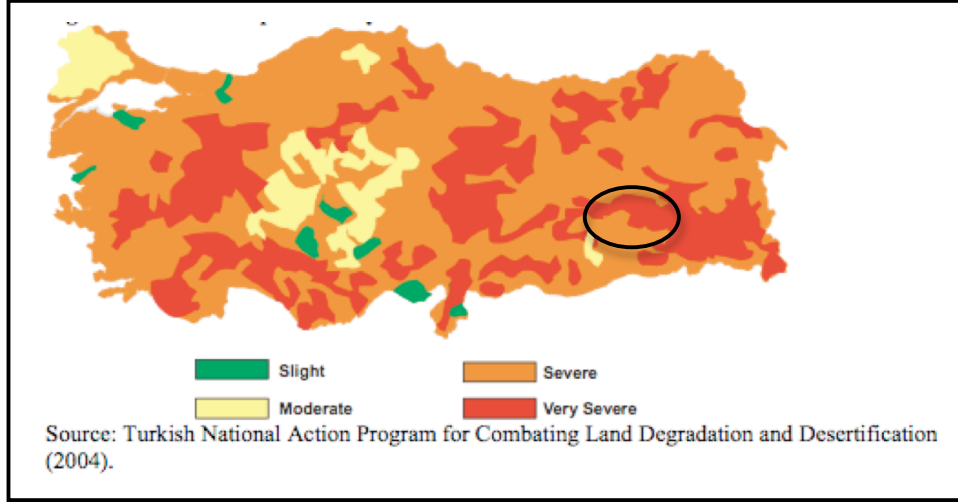 Slight
Severe
Moderate
Very Severe
Source: Turkish National Action Program for Combating Land Degradation and Desertification
(2004).